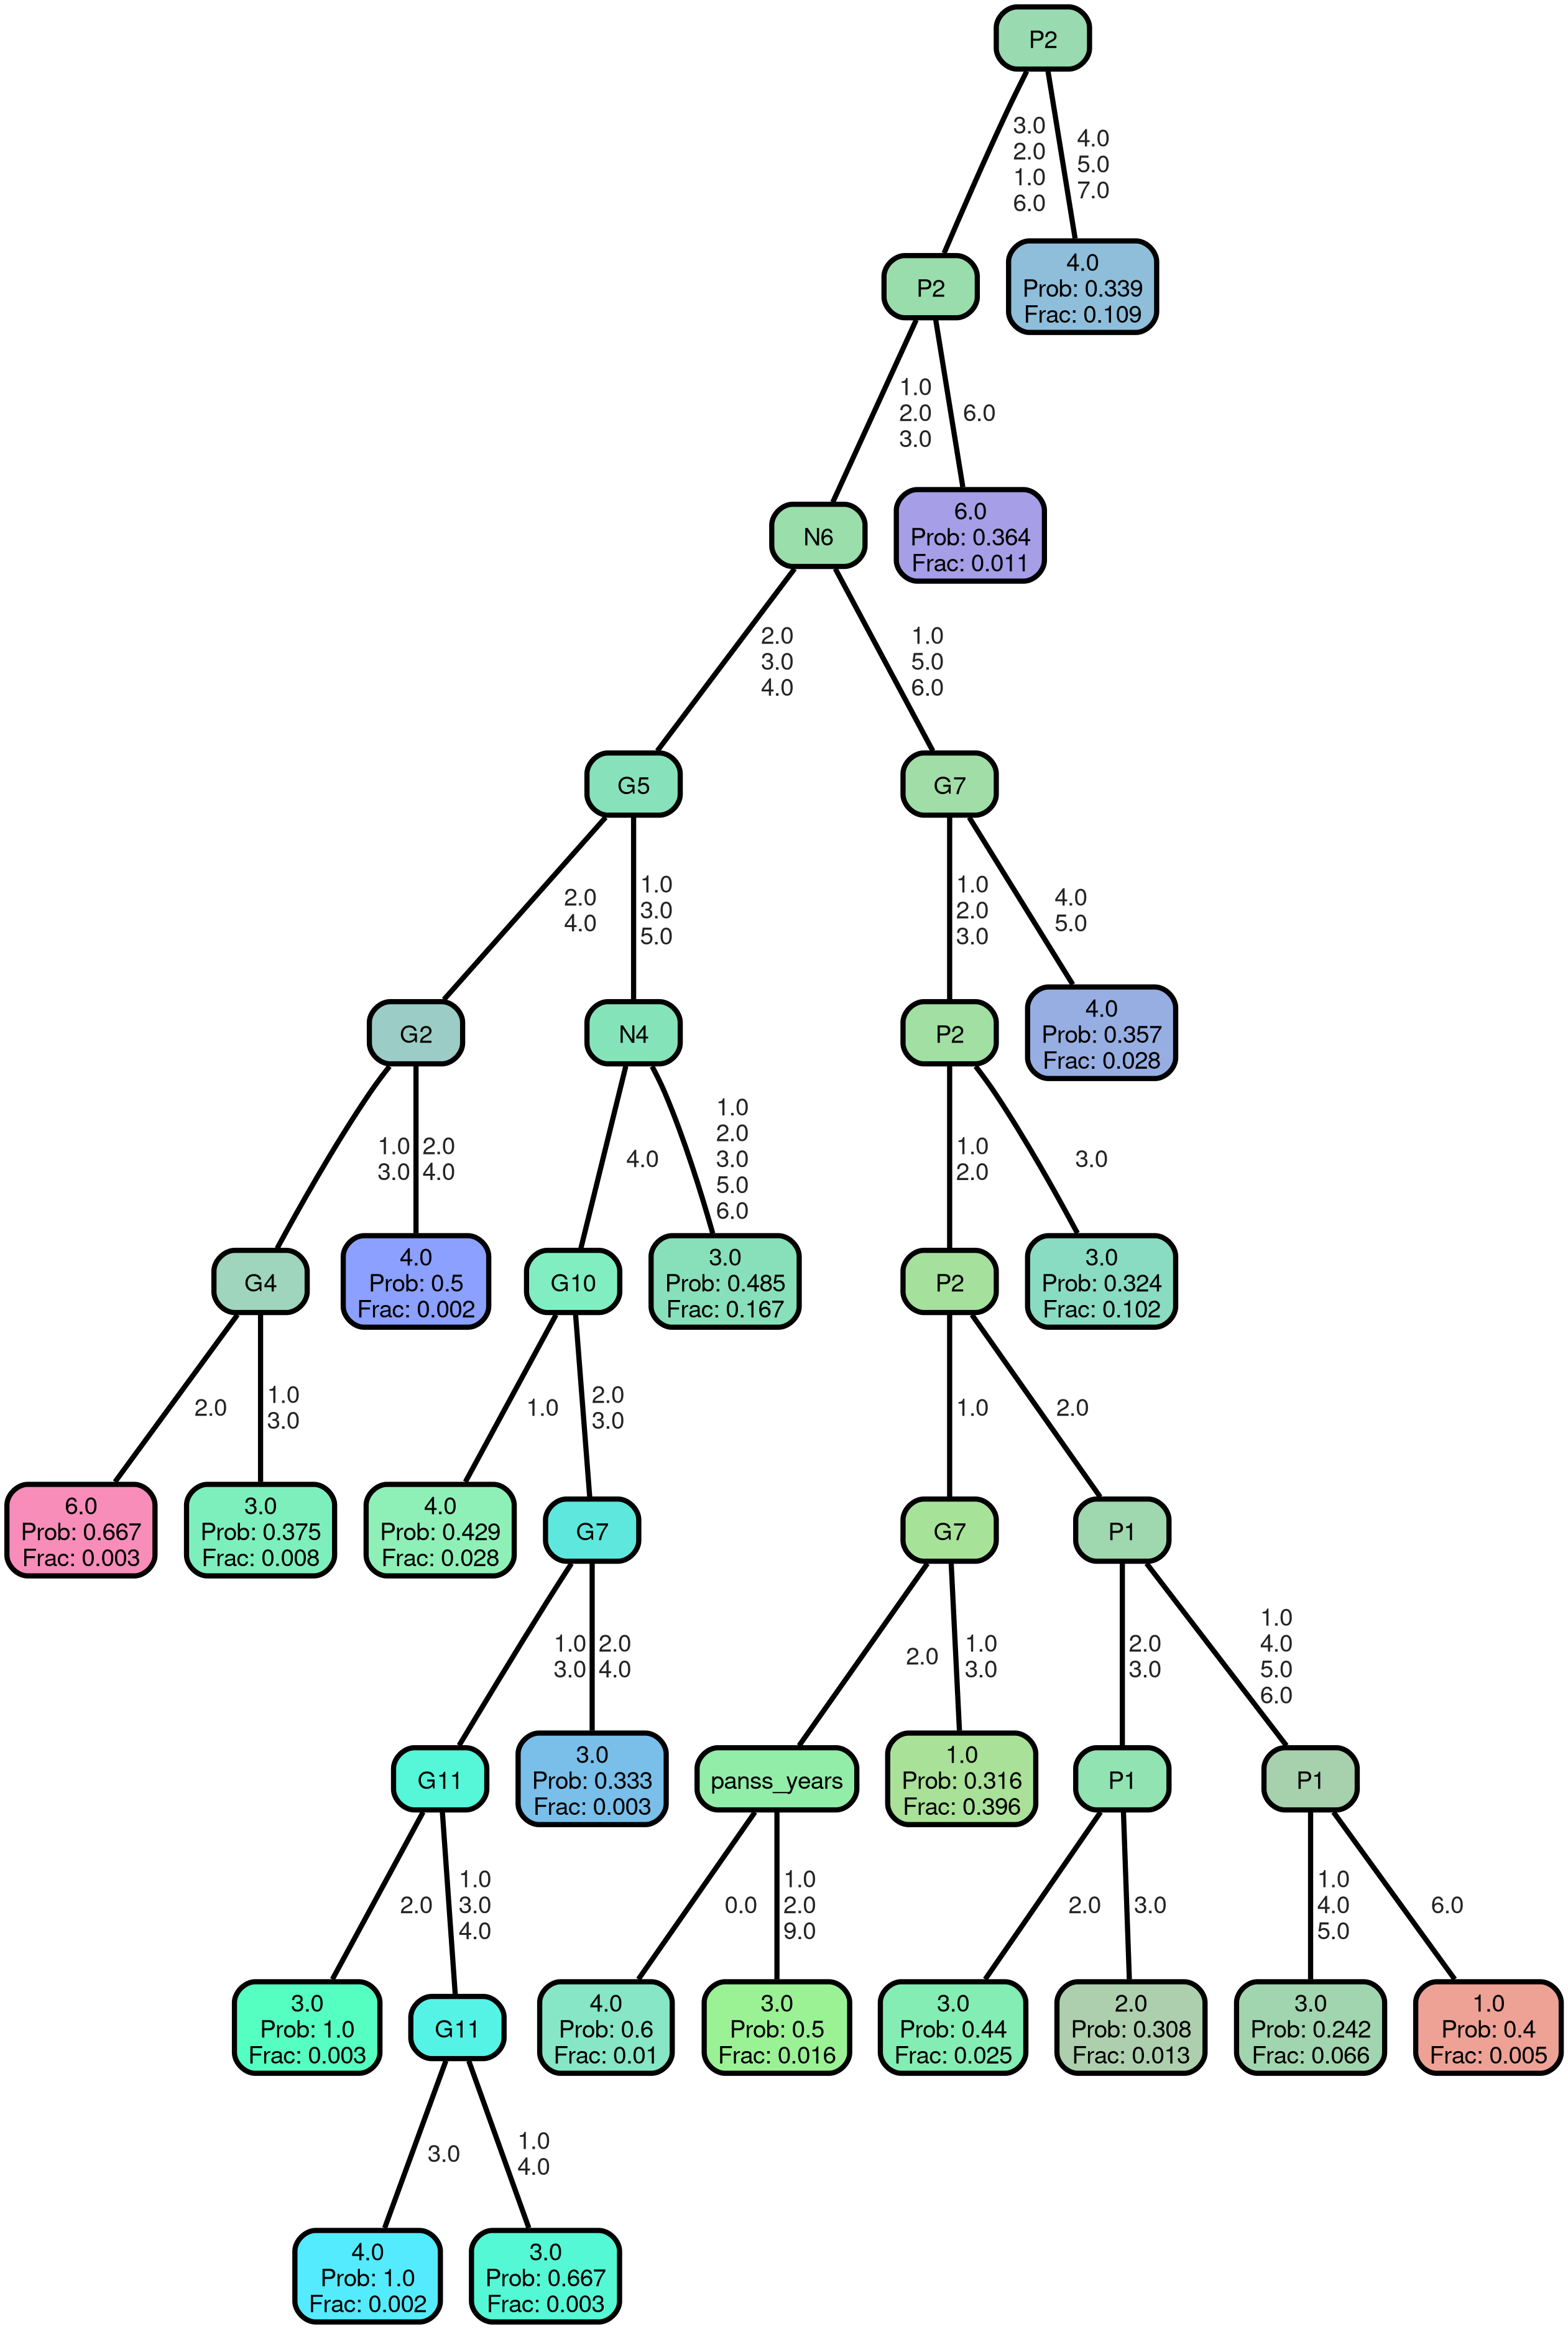 P2
3.0
2.0
1.0
6.0
4.0
5.0
7.0
P2
4.0
Prob: 0.339
Frac: 0.109
1.0
2.0
3.0
6.0
N6
6.0
Prob: 0.364
Frac: 0.011
2.0
3.0
4.0
1.0
5.0
6.0
G5
G7
2.0
4.0
1.0
3.0
5.0
1.0
2.0
3.0
4.0
5.0
G2
N4
P2
4.0
Prob: 0.357
Frac: 0.028
1.0
3.0
2.0
4.0
4.0
1.0
2.0
3.0
5.0
6.0
1.0
2.0
3.0
G4
4.0
Prob: 0.5
Frac: 0.002
G10
3.0
Prob: 0.485
Frac: 0.167
P2
3.0
Prob: 0.324
Frac: 0.102
2.0
1.0
3.0
1.0
2.0
3.0
1.0
2.0
6.0
Prob: 0.667
Frac: 0.003
3.0
Prob: 0.375
Frac: 0.008
4.0
Prob: 0.429
Frac: 0.028
G7
G7
P1
1.0
3.0
2.0
4.0
2.0
1.0
3.0
2.0
3.0
1.0
4.0
5.0
6.0
G11
3.0
Prob: 0.333
Frac: 0.003
panss_years
1.0
Prob: 0.316
Frac: 0.396
P1
P1
2.0
1.0
3.0
4.0
0.0
1.0
2.0
9.0
2.0
3.0
1.0
4.0
5.0
6.0
3.0
Prob: 1.0
Frac: 0.003
G11
4.0
Prob: 0.6
Frac: 0.01
3.0
Prob: 0.5
Frac: 0.016
3.0
Prob: 0.44
Frac: 0.025
2.0
Prob: 0.308
Frac: 0.013
3.0
Prob: 0.242
Frac: 0.066
1.0
Prob: 0.4
Frac: 0.005
3.0
1.0
4.0
4.0
Prob: 1.0
Frac: 0.002
3.0
Prob: 0.667
Frac: 0.003